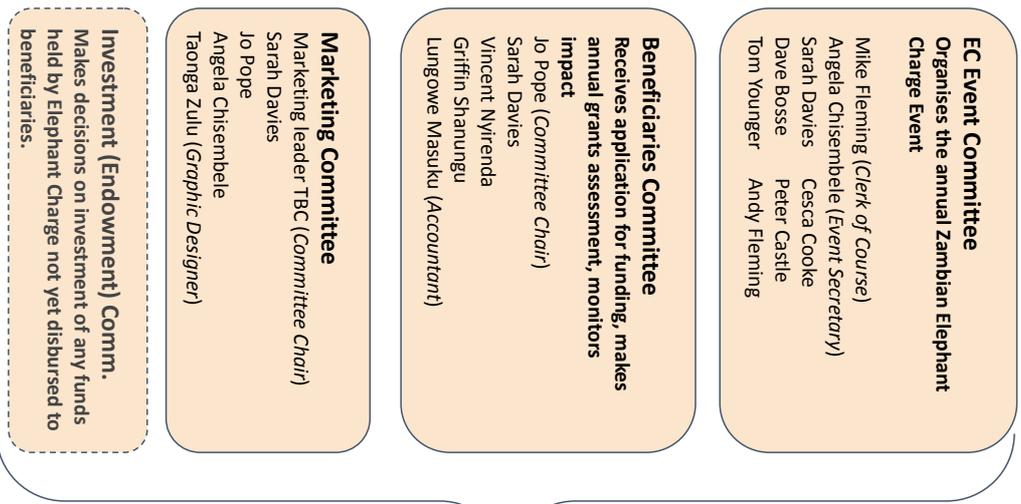 EC Event Committee
Organises the annual Zambian Elephant
Charge Event
Mike Fleming (Clerk of Course)
Angela Chisembele (Event Secretary)
Sarah Davies Cesca Cooke
Dave Bosse Peter Castle
Tom Younger Andy Fleming
Beneficiaries Committee
Receives application for funding, makes
annual grants assessment, monitors
impact
Jo Pope (Committee Chair)
Sarah Davies
Vincent Nyirenda
Griffin Shanungu
Lungowe Masuku (Accountant)
Marketing Committee
Marketing leader TBC (Committee Chair)
Sarah Davies
Jo Pope
Angela Chisembele
Taonga Zulu (Graphic Designer)
Investment (Endowment) Comm.
Makes decisions on investment of any funds
held by Elephant Charge not yet disbursed to
beneficiaries.